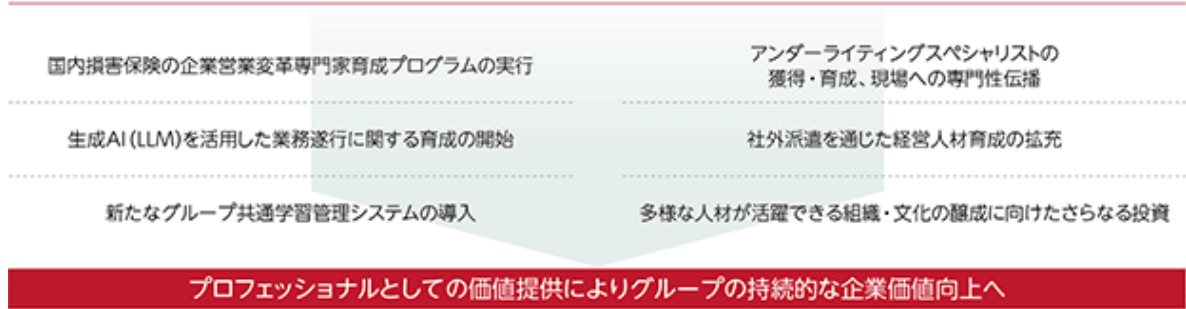 国内損害保険の企業営業変革専門家育成プログラムの実行
アンダーライティングスペシャリストの
獲得・育成、現場への専門性伝播
生成AI(LLM)を活用した業務遂行に関する育成の開始
社外派遣を通じた経営人材育成の拡充
新たなグループ共通学習管理システムの導入
多様な人材が活躍できる組織・文化の醸成に向けたさらなる投資
プロフェッショナルとしての価値提供によりグループの持続的な企業価値向上へ